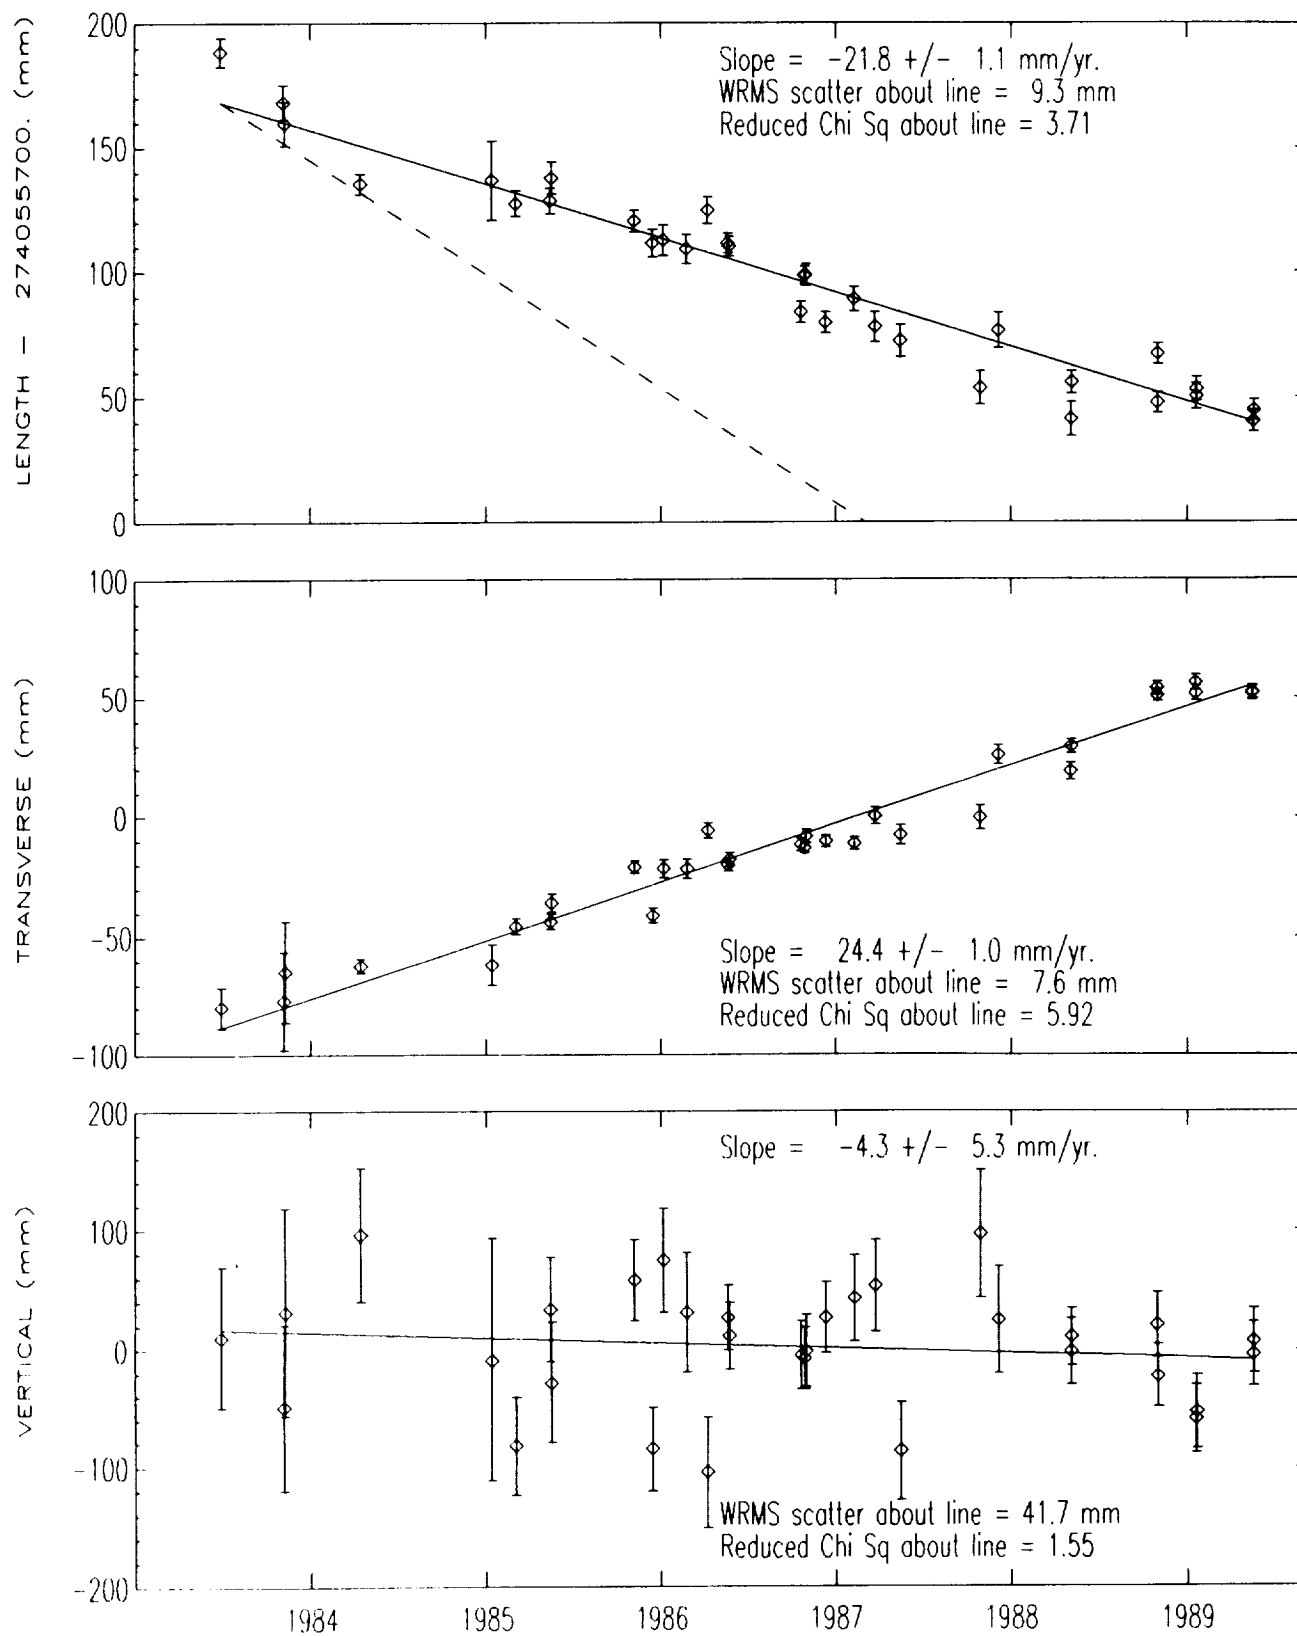 LENGTH — 274055700. (mm)
200
150
100
50
0
Slope = -21.8 +/- 1.1 mm/yr.
WRMS scatter about line = 9.3 mm
Reduced Chi Sq about line = 3.71
TRANSVERSE (mm)
100
50
0
-50
-100
Slope = 24.4 +/- 1.0 mm/yr.
WRMS scatter about line = 7.6 mm
Reduced Chi Sq about line = 5.92
VERTICAL (mm)
200
100
0
-100
-200
Slope = -4.3 +/- 5.3 mm/yr.
WRMS scatter about line = 41.7 mm
Reduced Chi Sq about line = 1.55
1984 1985 1986 1987 1988 1989